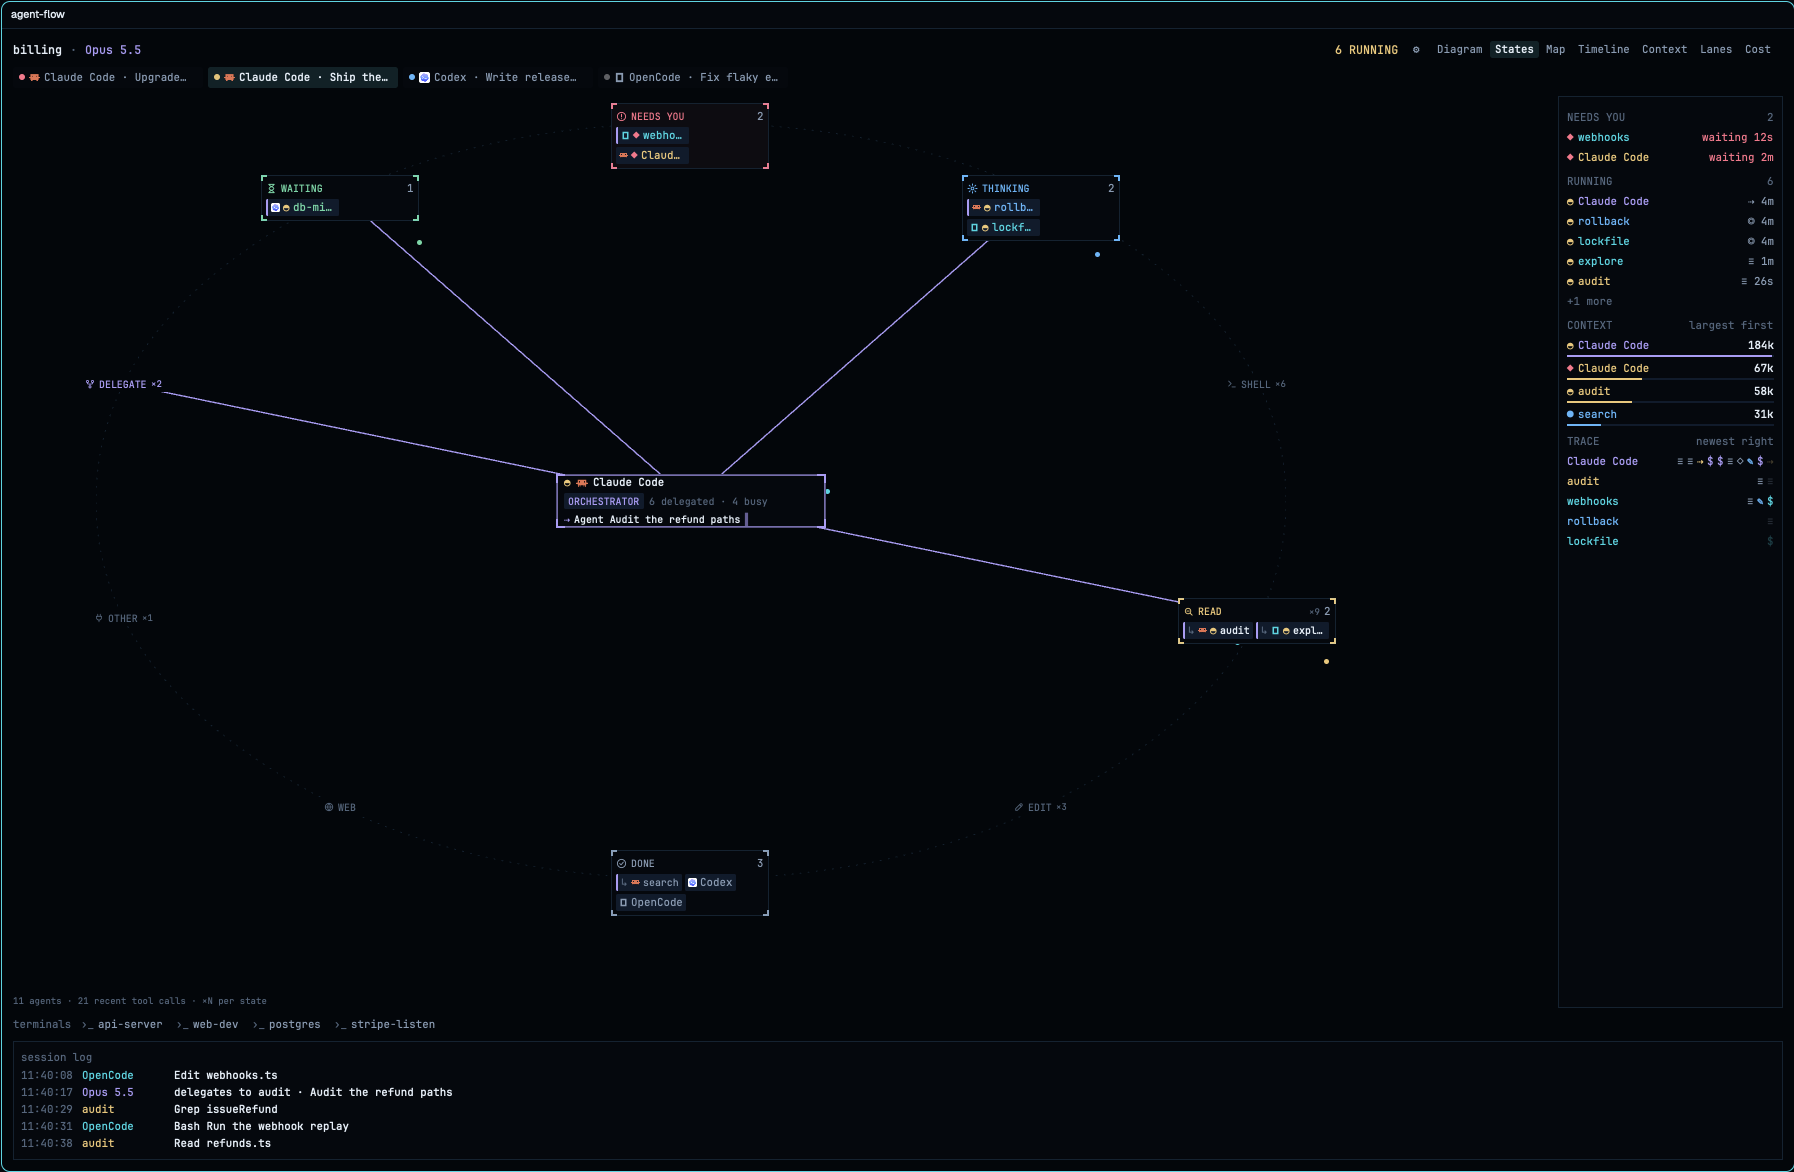 agent-flow
billing · Opus 5.5
6 RUNNING Diagram States Map Timeline Context Lanes Cost
Claude Code · Upgrade…
Claude Code · Ship the…
Codex · Write release…
OpenCode · Fix flaky e…
NEEDS YOU 2
webho…
Claud…
WAITING 1
db-mi…
THINKING 2
rollb…
lockf…
DELEGATE ×2
>_ SHELL ×6
Claude Code
ORCHESTRATOR 6 delegated · 4 busy
→ Agent Audit the refund paths
OTHER ×1
READ ×9 2
↳ audit ↳ expl…
WEB
EDIT ×3
DONE 3
↳ search Codex
OpenCode
NEEDS YOU 2
webhooks waiting 12s
Claude Code waiting 2m
RUNNING 6
Claude Code → 4m
rollback 4m
lockfile 4m
explore ≡ 1m
audit ≡ 26s
+1 more
CONTEXT largest first
Claude Code 184k
Claude Code 67k
audit 58k
search 31k
TRACE newest right
Claude Code ≡ ≡ → $ $ ≡ ◇ ✎ $ →
audit ≡ ≡
webhooks ≡ ✎ $
rollback ≡
lockfile $
11 agents · 21 recent tool calls · ×N per state
terminals >_ api-server >_ web-dev >_ postgres >_ stripe-listen
session log
11:40:08 OpenCode Edit webhooks.ts
11:40:17 Opus 5.5 delegates to audit · Audit the refund paths
11:40:29 audit Grep issueRefund
11:40:31 OpenCode Bash Run the webhook replay
11:40:38 audit Read refunds.ts